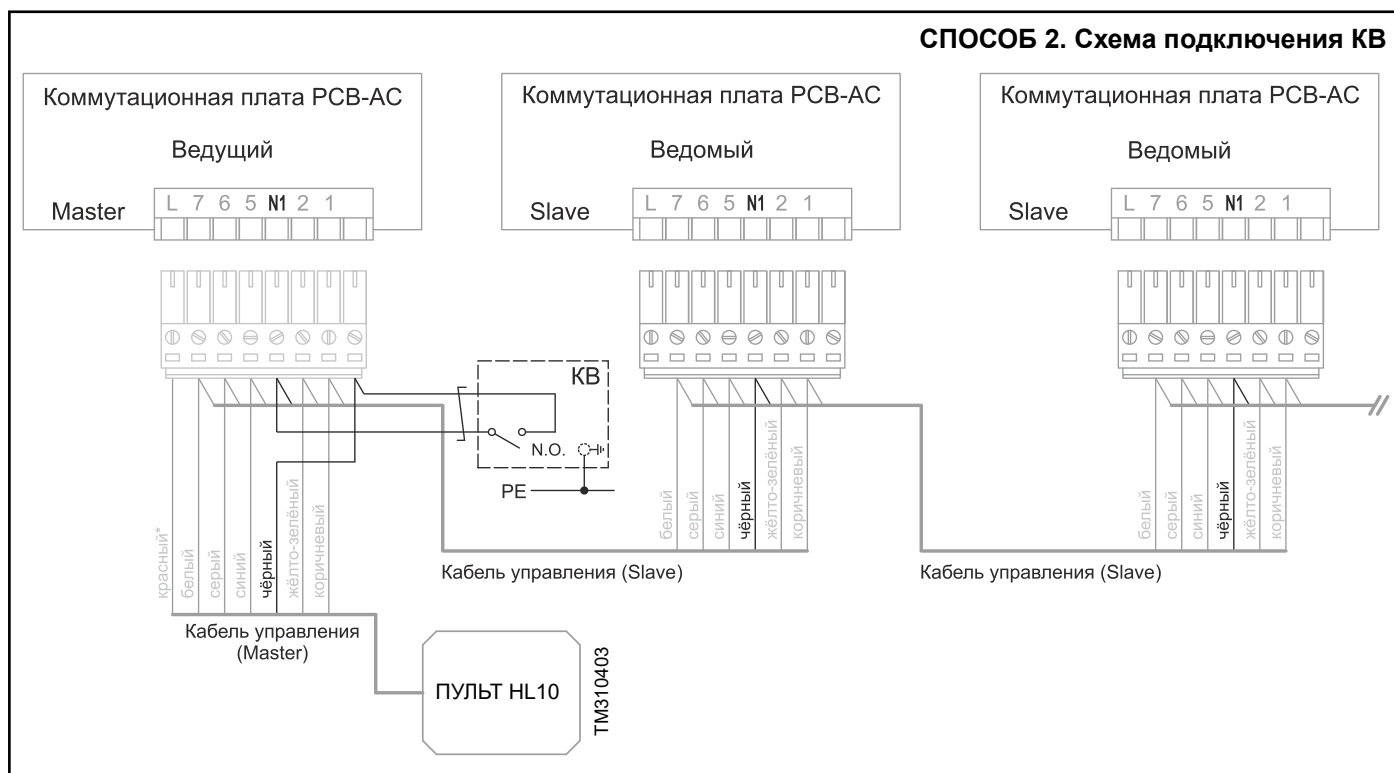 СПОСОБ 2. Схема подключения КВ
Коммутационная плата PCB-AC
Ведущий
Master
L 7 6 5 N1 2 1
Коммутационная плата PCB-AC
Ведомый
Slave
L 7 6 5 N1 2 1
Коммутационная плата PCB-AC
Ведомый
Slave
L 7 6 5 N1 2 1
КВ
N.O.
PE
красный*
белый
серый
синий
чёрный
жёлто-зелёный
коричневый
белый
серый
синий
чёрный
жёлто-зелёный
коричневый
белый
серый
синий
чёрный
жёлто-зелёный
коричневый
Кабель управления (Slave)
Кабель управления (Slave)
Кабель управления
(Master)
ПУЛЬТ HL10
TM310403